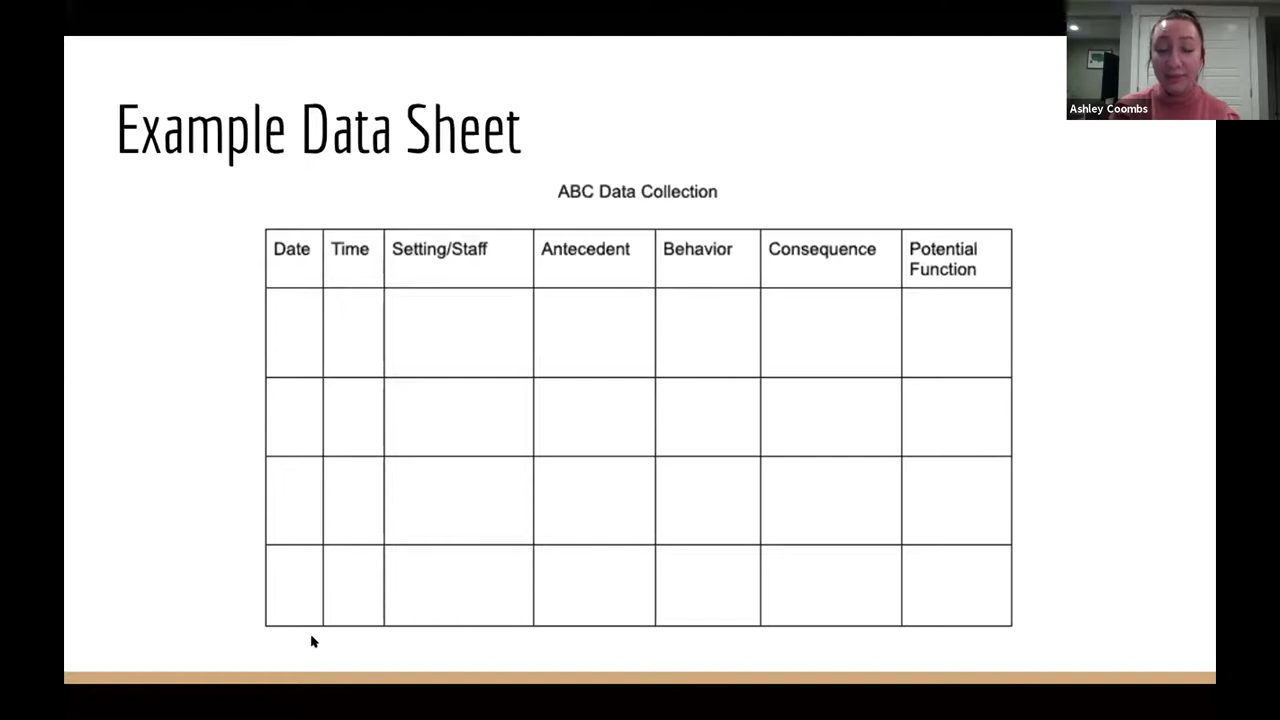 Ashley Coombs
Example Data Sheet
ABC Data Collection
Date Time Setting/Staff Antecedent Behavior Consequence Potential
Function